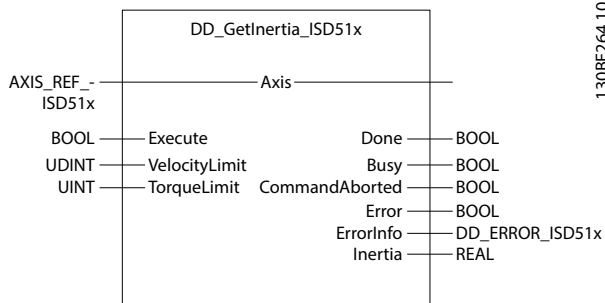 DD_GetInertia_ISD51x
AXIS_REF_-
ISD51x
Axis
BOOL Execute Done BOOL
UDINT VelocityLimit Busy BOOL
UINT TorqueLimit CommandAborted BOOL
Error BOOL
ErrorInfo DD_ERROR_ISD51x
Inertia REAL
130BE264.10